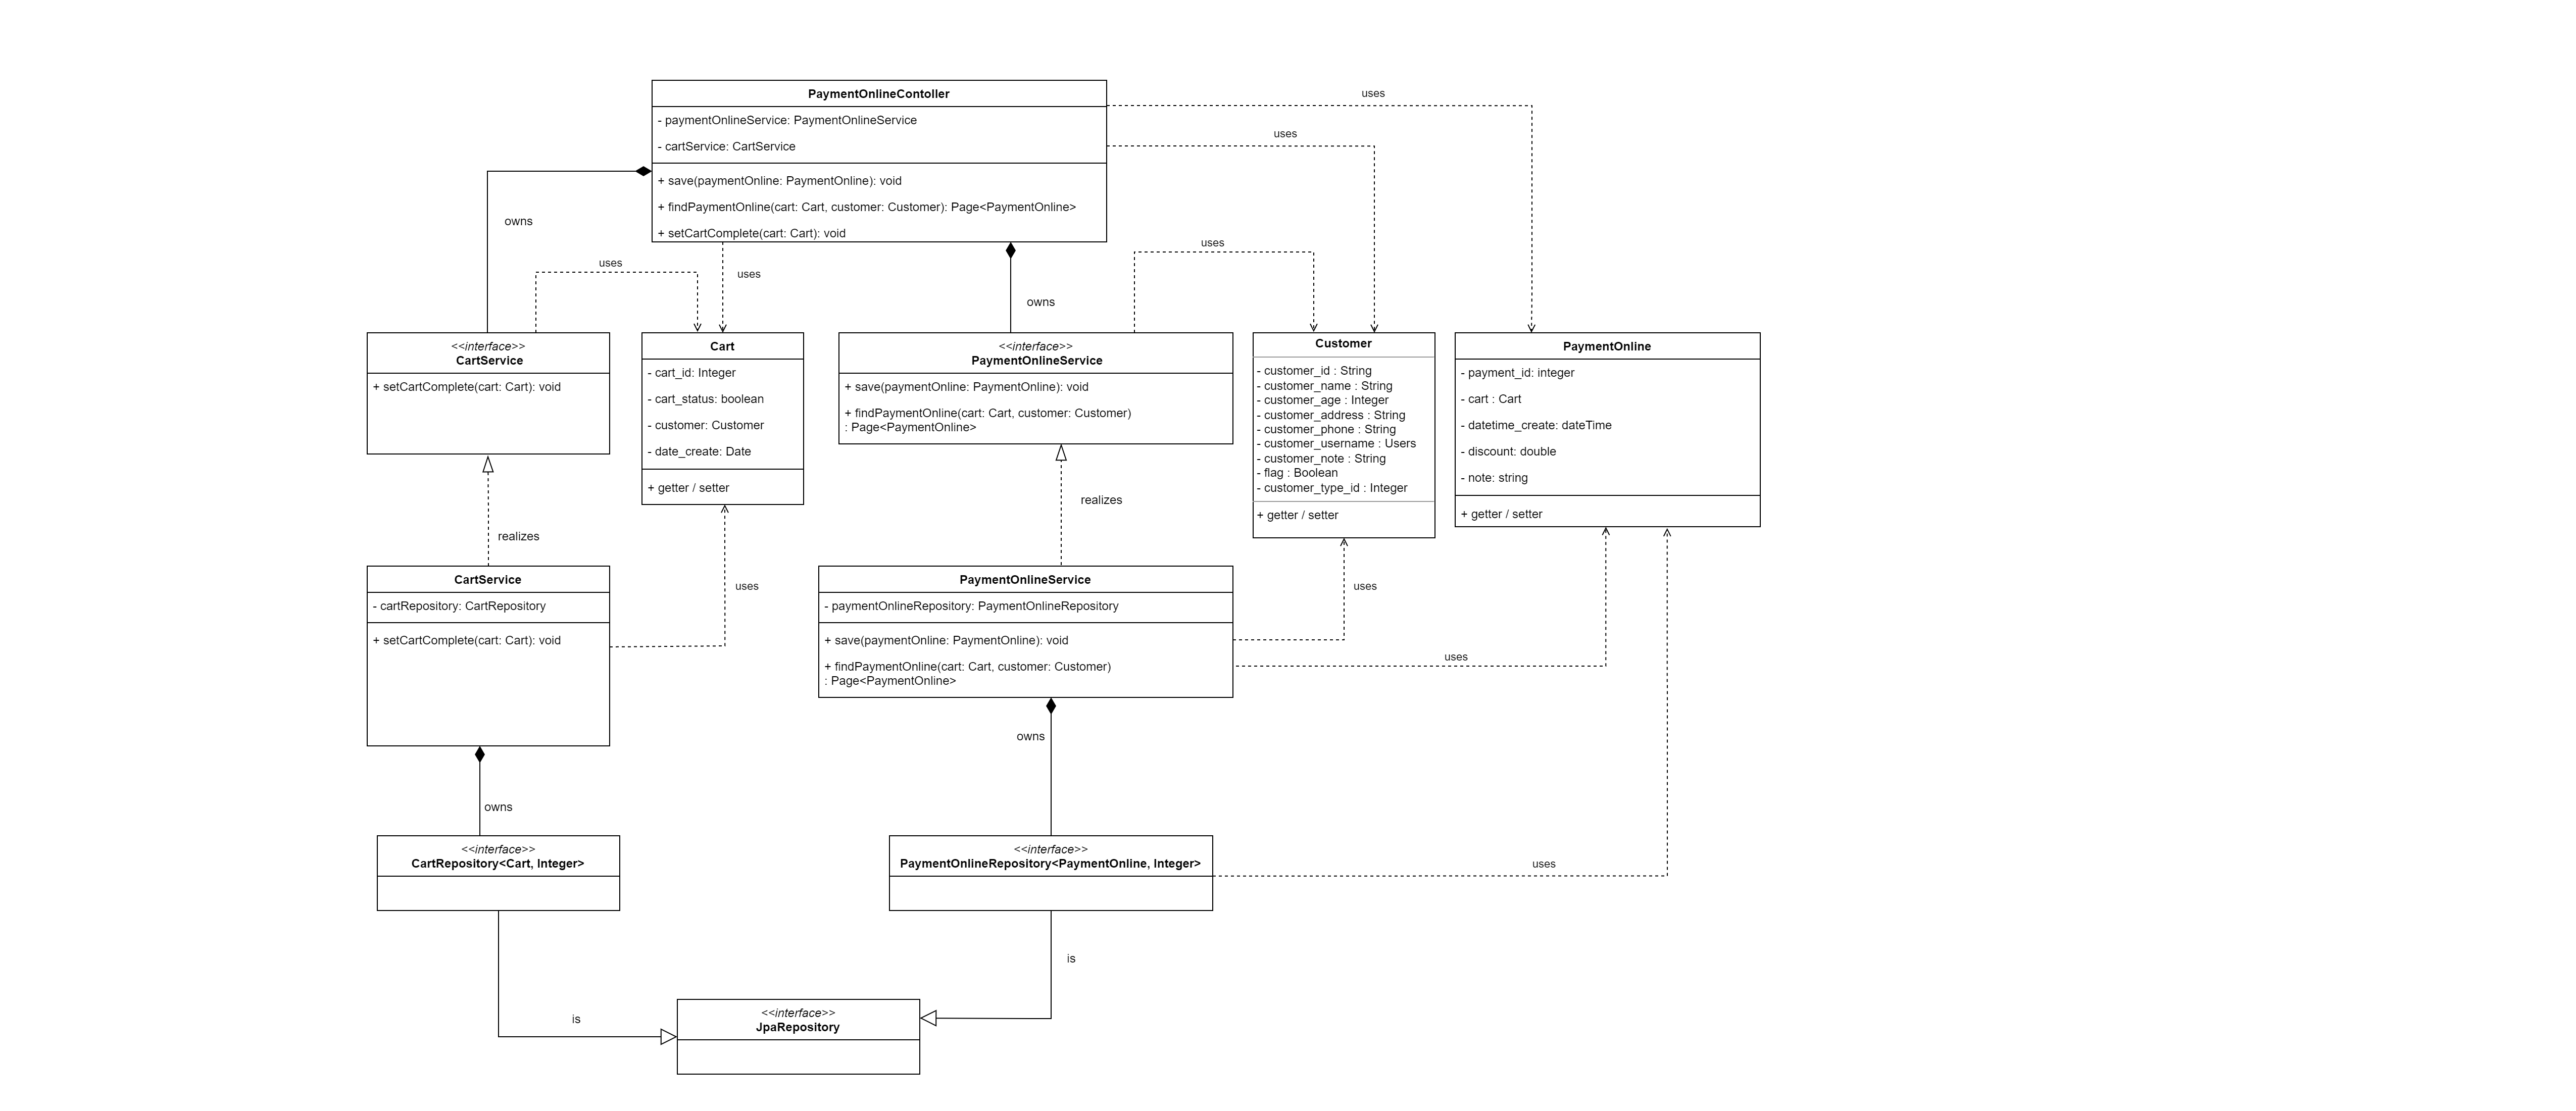 PaymentOnlineContoller
- paymentOnlineService: PaymentOnlineService
- cartService: CartService
+ save(paymentOnline: PaymentOnline): void
+ findPaymentOnline(cart: Cart, customer: Customer): Page<PaymentOnline>
+ setCartComplete(cart: Cart): void
uses
uses
owns
uses
uses
owns
uses
<<interface>>
CartService
+ setCartComplete(cart: Cart): void
Cart
- cart_id: Integer
- cart_status: boolean
- customer: Customer
- date_create: Date
+ getter / setter
<<interface>>
PaymentOnlineService
+ save(paymentOnline: PaymentOnline): void
+ findPaymentOnline(cart: Cart, customer: Customer)
: Page<PaymentOnline>
Customer
- customer_id : String
- customer_name : String
- customer_age : Integer
- customer_address : String
- customer_phone : String
- customer_username : Users
- customer_note : String
- flag : Boolean
- customer_type_id : Integer
+ getter / setter
PaymentOnline
- payment_id: integer
- cart : Cart
- datetime_create: dateTime
- discount: double
- note: string
+ getter / setter
realizes
realizes
uses
uses
CartService
- cartRepository: CartRepository
+ setCartComplete(cart: Cart): void
PaymentOnlineService
- paymentOnlineRepository: PaymentOnlineRepository
+ save(paymentOnline: PaymentOnline): void
+ findPaymentOnline(cart: Cart, customer: Customer)
: Page<PaymentOnline>
uses
owns
owns
<<interface>>
CartRepository<Cart, Integer>
<<interface>>
PaymentOnlineRepository<PaymentOnline, Integer>
uses
is
is
<<interface>>
JpaRepository